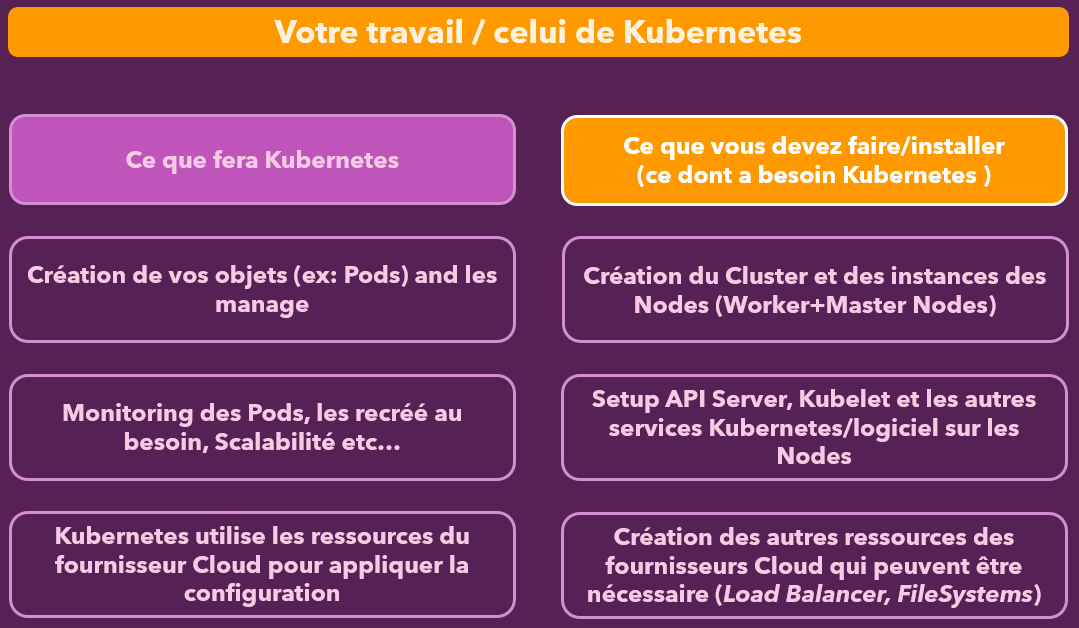 Votre travail / celui de Kubernetes
Ce que fera Kubernetes
Ce que vous devez faire/installer
(ce dont a besoin Kubernetes )
Création de vos objets (ex: Pods) and les
manage
Création du Cluster et des instances des
Nodes (Worker+Master Nodes)
Monitoring des Pods, les recréé au
besoin, Scalabilité etc…
Setup API Server, Kubelet et les autres
services Kubernetes/logiciel sur les
Nodes
Kubernetes utilise les ressources du
fournisseur Cloud pour appliquer la
configuration
Création des autres ressources des
fournisseurs Cloud qui peuvent être
nécessaire (Load Balancer, FileSystems)